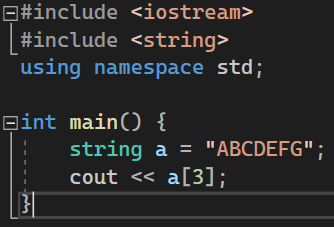 #include <iostream>
#include <string>
using namespace std;

int main() {
    string a = "ABCDEFG";
    cout << a[3];
}